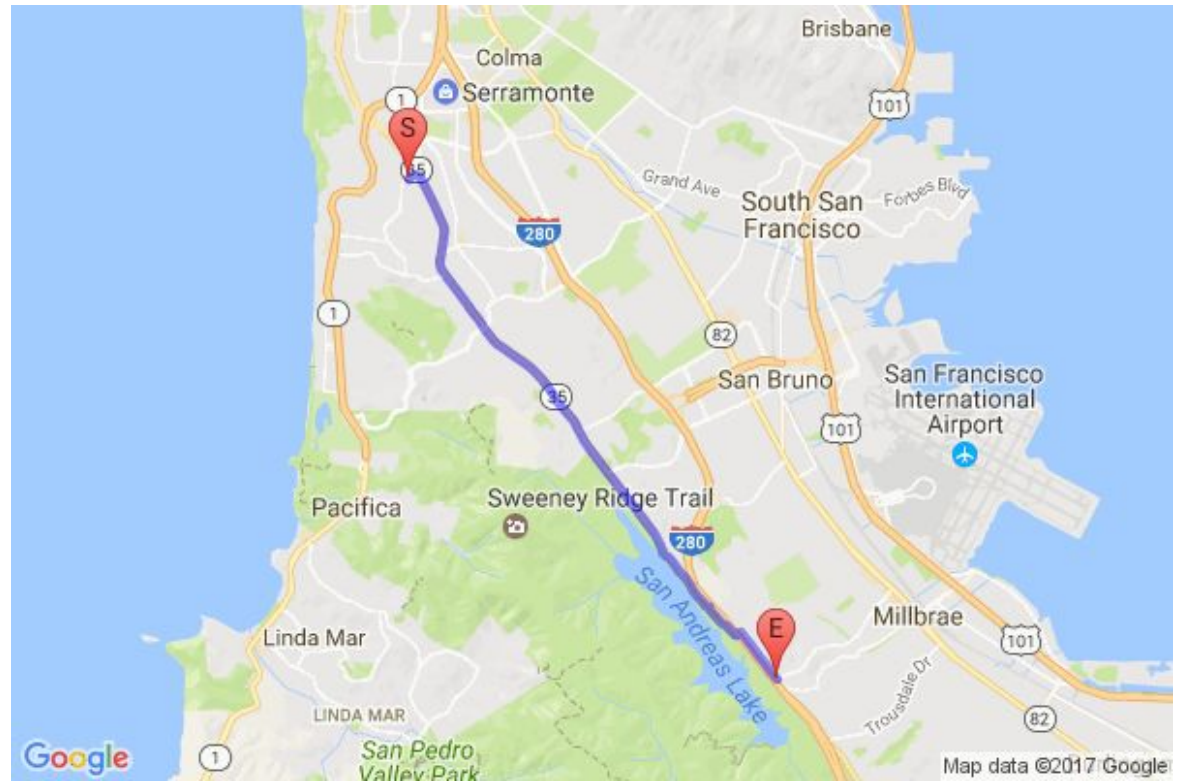 Brisbane
Colma
1
Serramonte
101
S
35
Grand Ave
Forbes Blvd
South San
Francisco
280
1
82
San Bruno
San Francisco
International
Airport
35
101
Pacifica
Sweeney Ridge Trail
280
San Andreas Lake
E
Millbrae
Linda Mar
101
Trousdale Dr
LINDA MAR
82
1
San Pedro
Valley Park
Google
Map data ©2017 Google